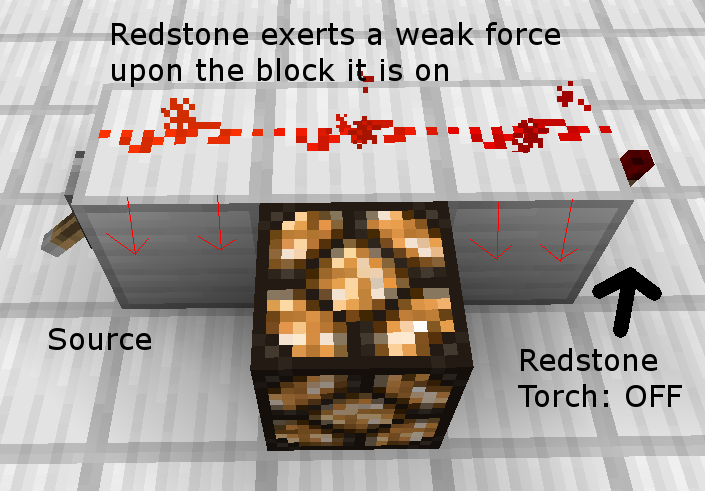 Redstone exerts a weak force
upon the block it is on
Source
Redstone
Torch: OFF